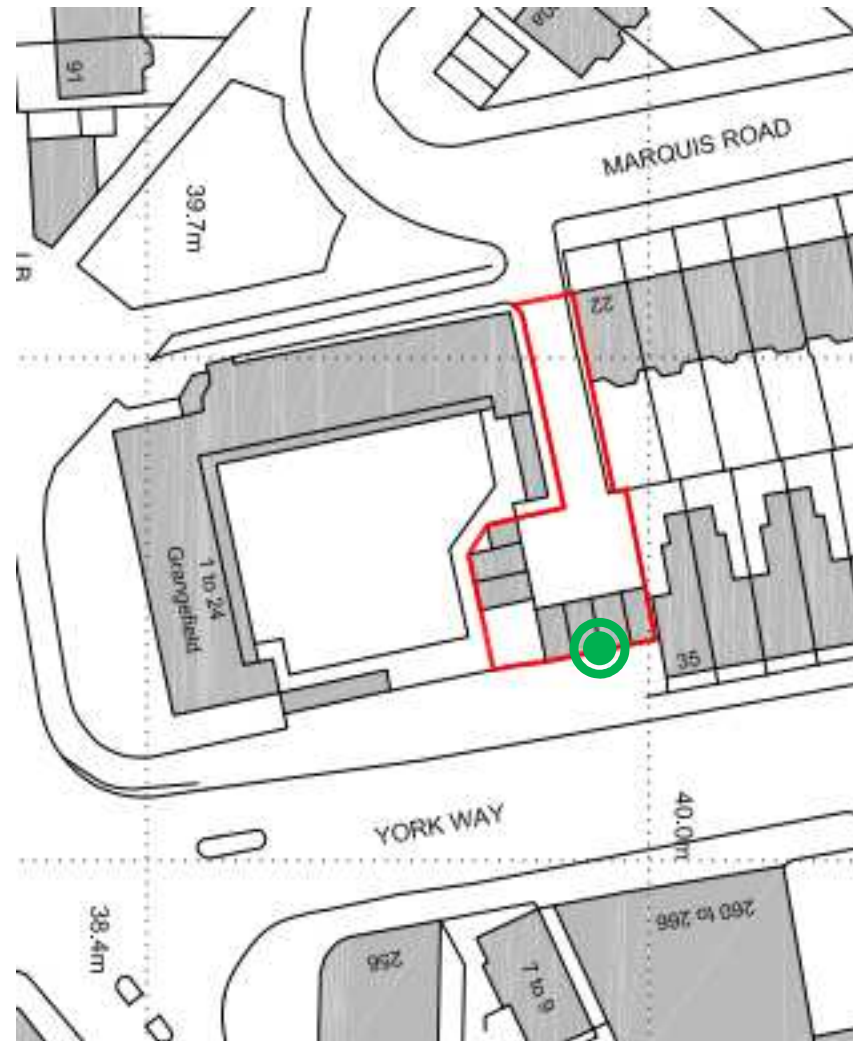 91
MARQUIS ROAD
39.7m
22
1 to 24
Grangefield
35
YORK WAY
40.0m
38.4m
256
7 to 9
260 to 266